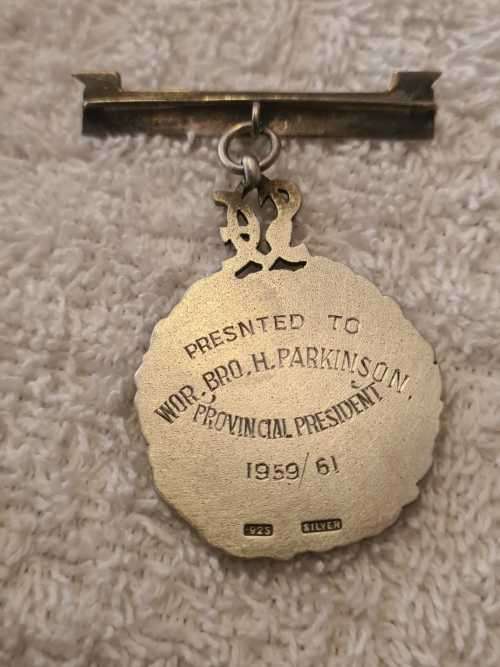 PRESNTED TO
WOR. BRO. H. PARKINSON,
PROVINCIAL PRESIDENT
1959/61
.925 SILVER